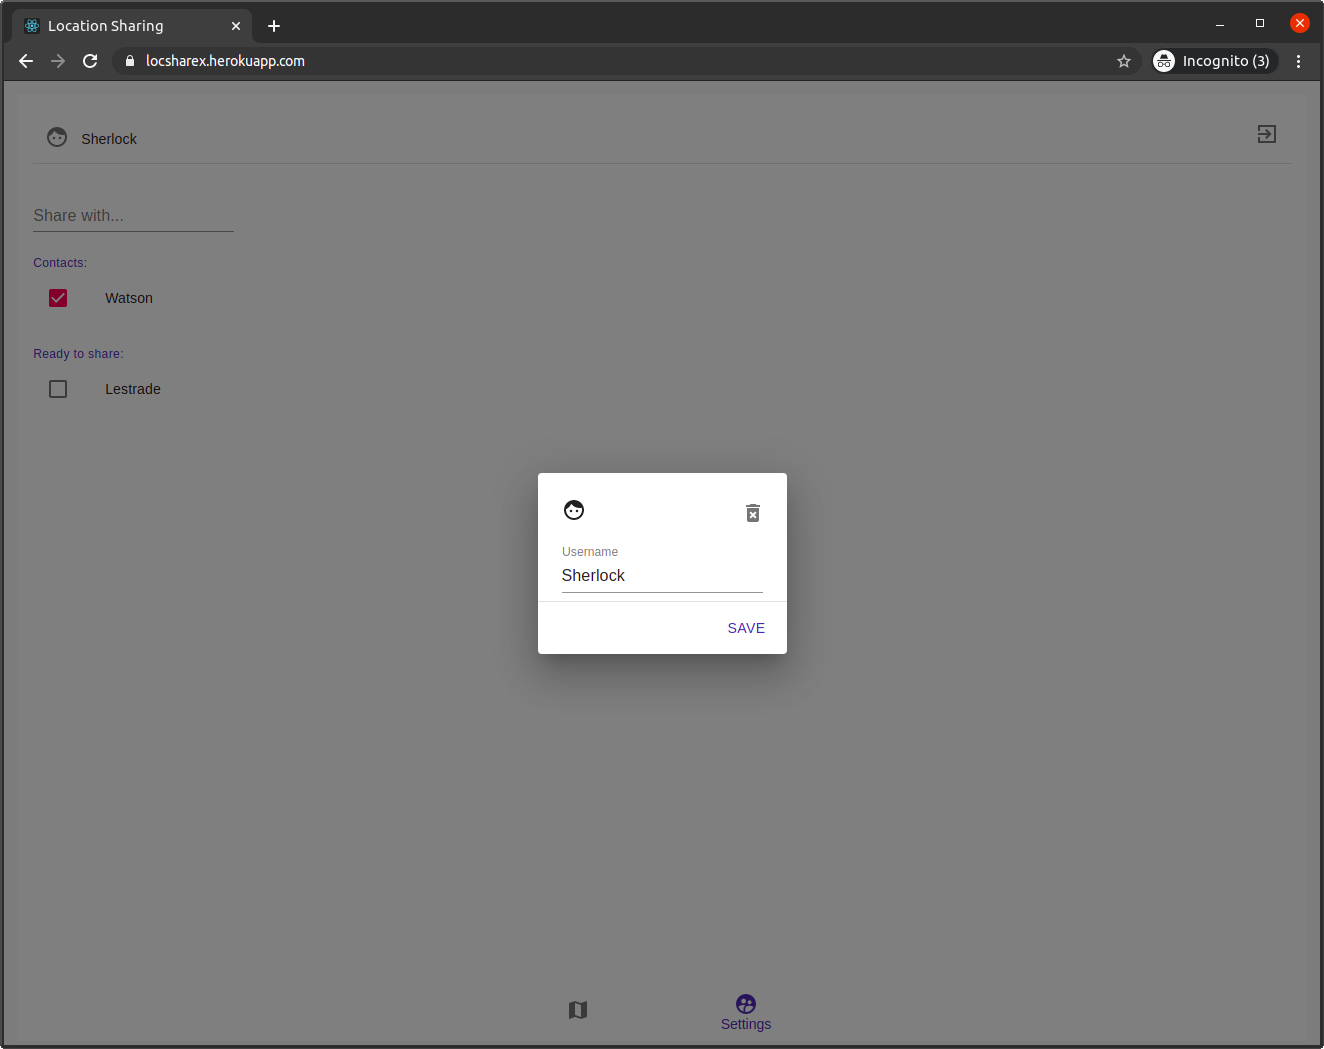 Location Sharing
locsharex.herokuapp.com
Incognito (3)
Sherlock
Share with...
Contacts:
Watson
Ready to share:
Lestrade
Username
Sherlock
SAVE
Settings